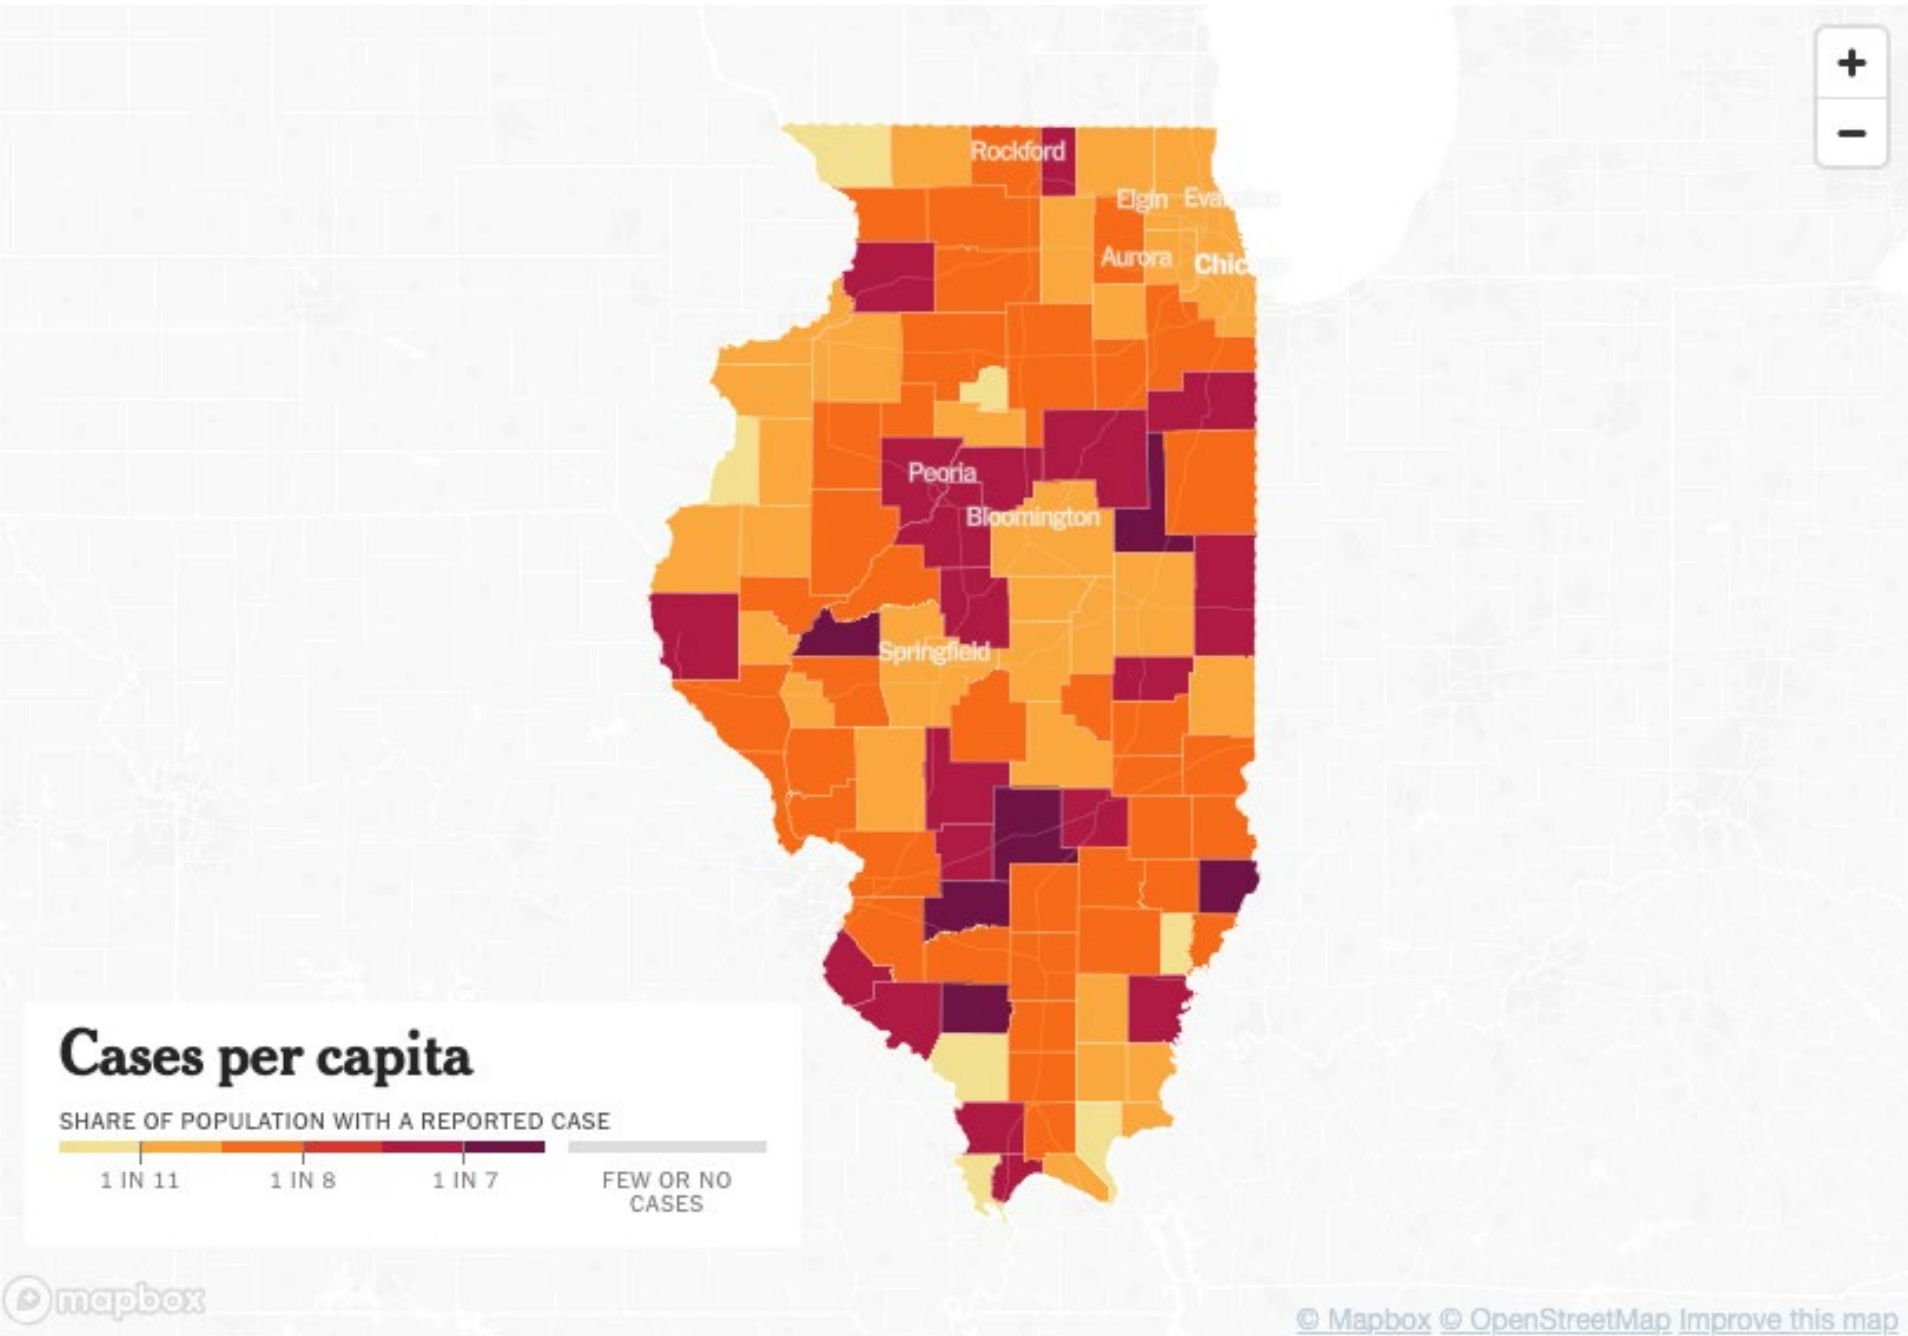 +
−
Rockford
Elgin
Aurora
Peoria
Bloomington
Springfield
Cases per capita
SHARE OF POPULATION WITH A REPORTED CASE
1 IN 11
1 IN 8
1 IN 7
FEW OR NO
CASES
mapbox
© Mapbox © OpenStreetMap Improve this map